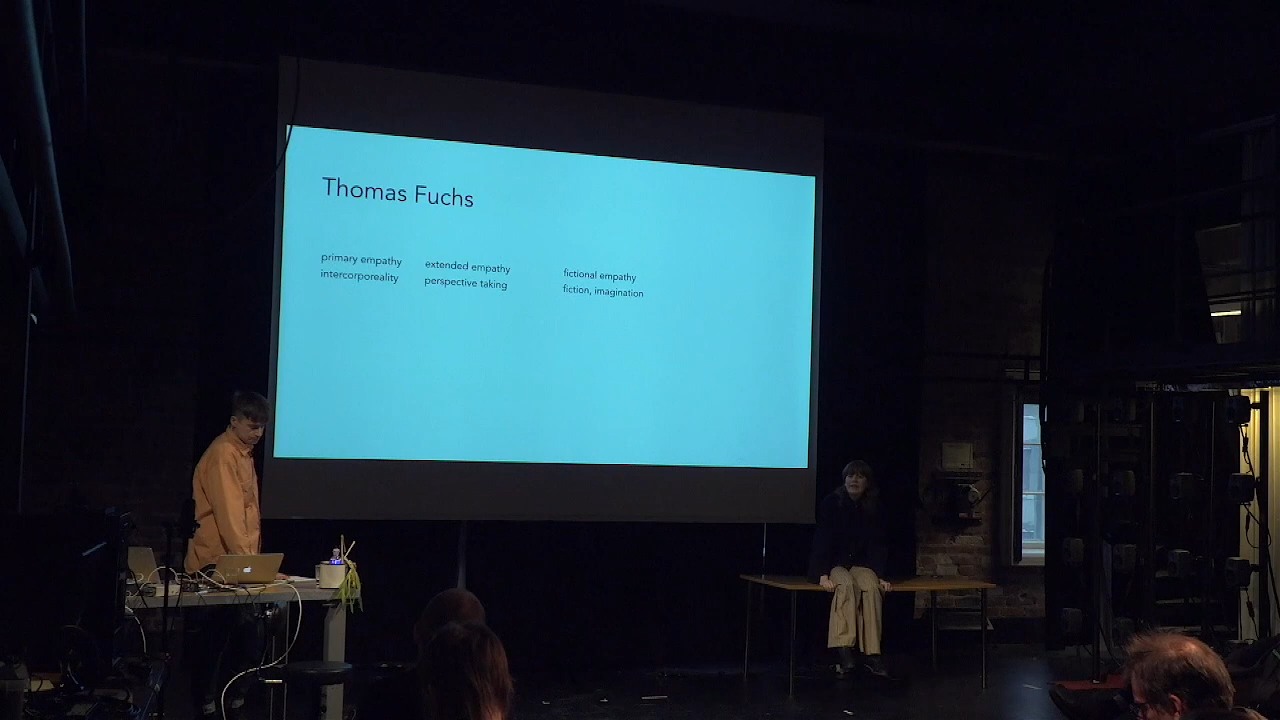 Thomas Fuchs
primary empathy
intercorporeality
extended empathy
perspective taking
fictional empathy
fiction, imagination